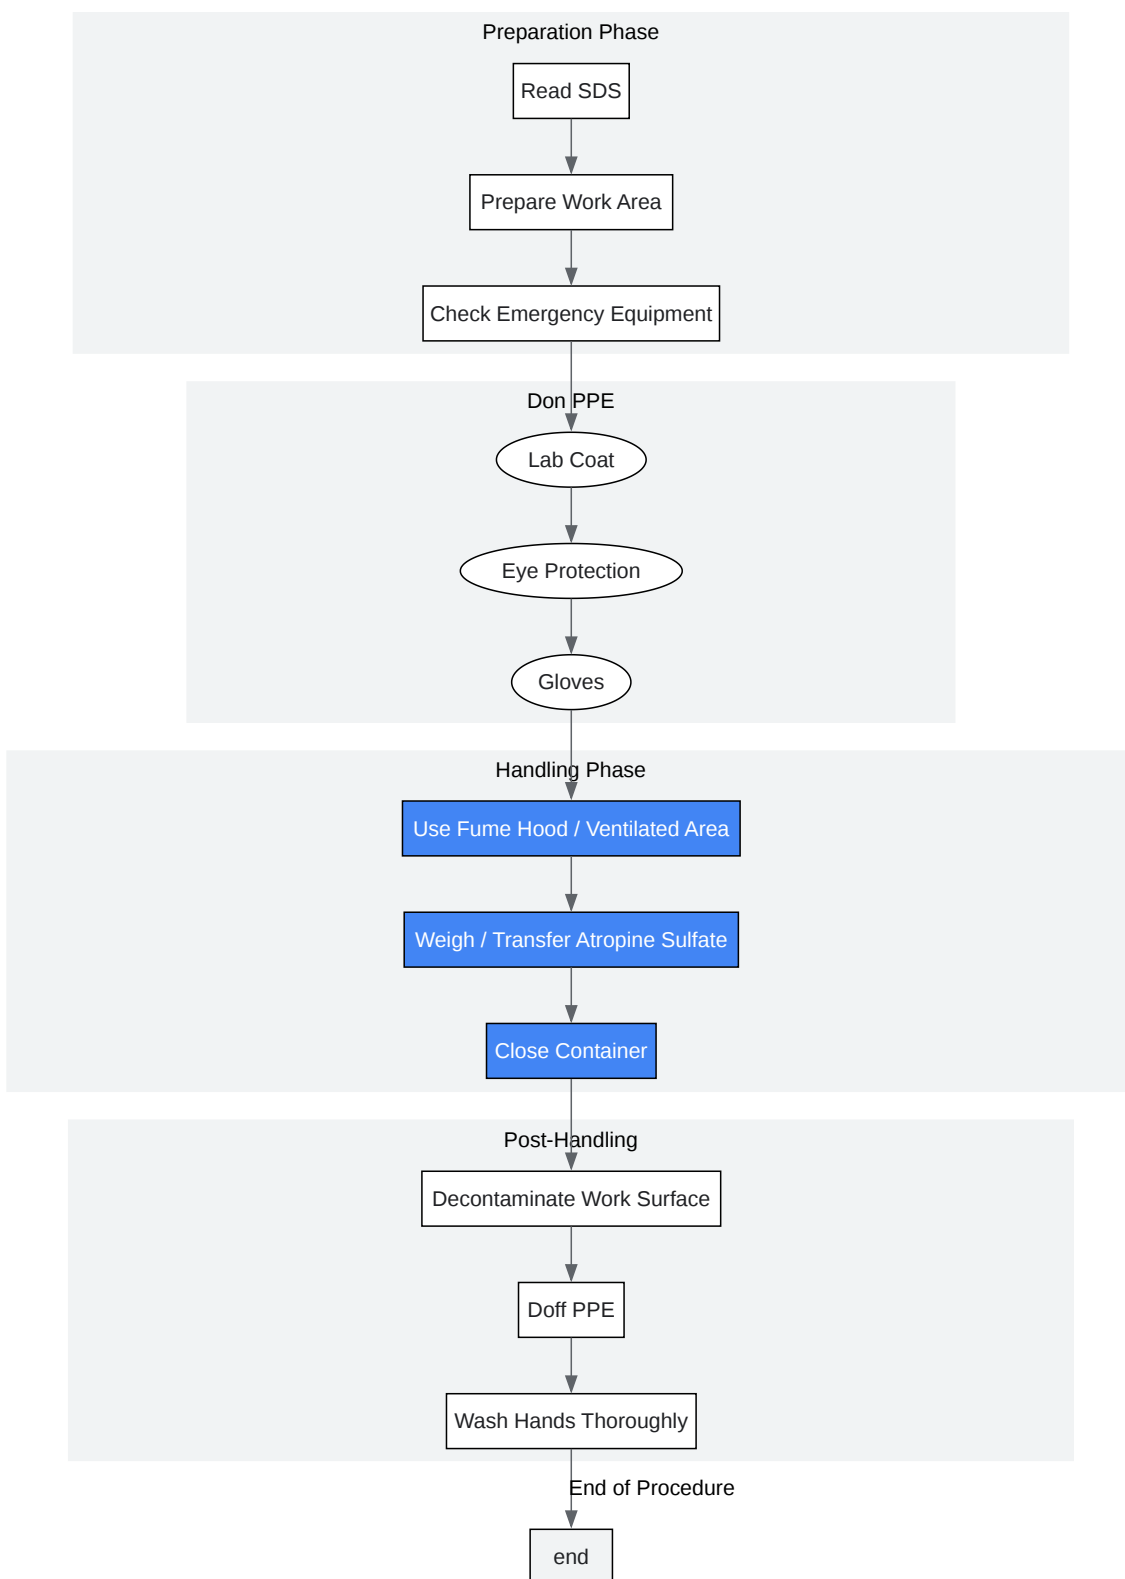 Preparation Phase
Read SDS
Prepare Work Area
Check Emergency Equipment
Don PPE
Lab Coat
Eye Protection
Gloves
Handling Phase
Use Fume Hood / Ventilated Area
Weigh / Transfer Atropine Sulfate
Close Container
Post-Handling
Decontaminate Work Surface
Doff PPE
Wash Hands Thoroughly
End of Procedure
end